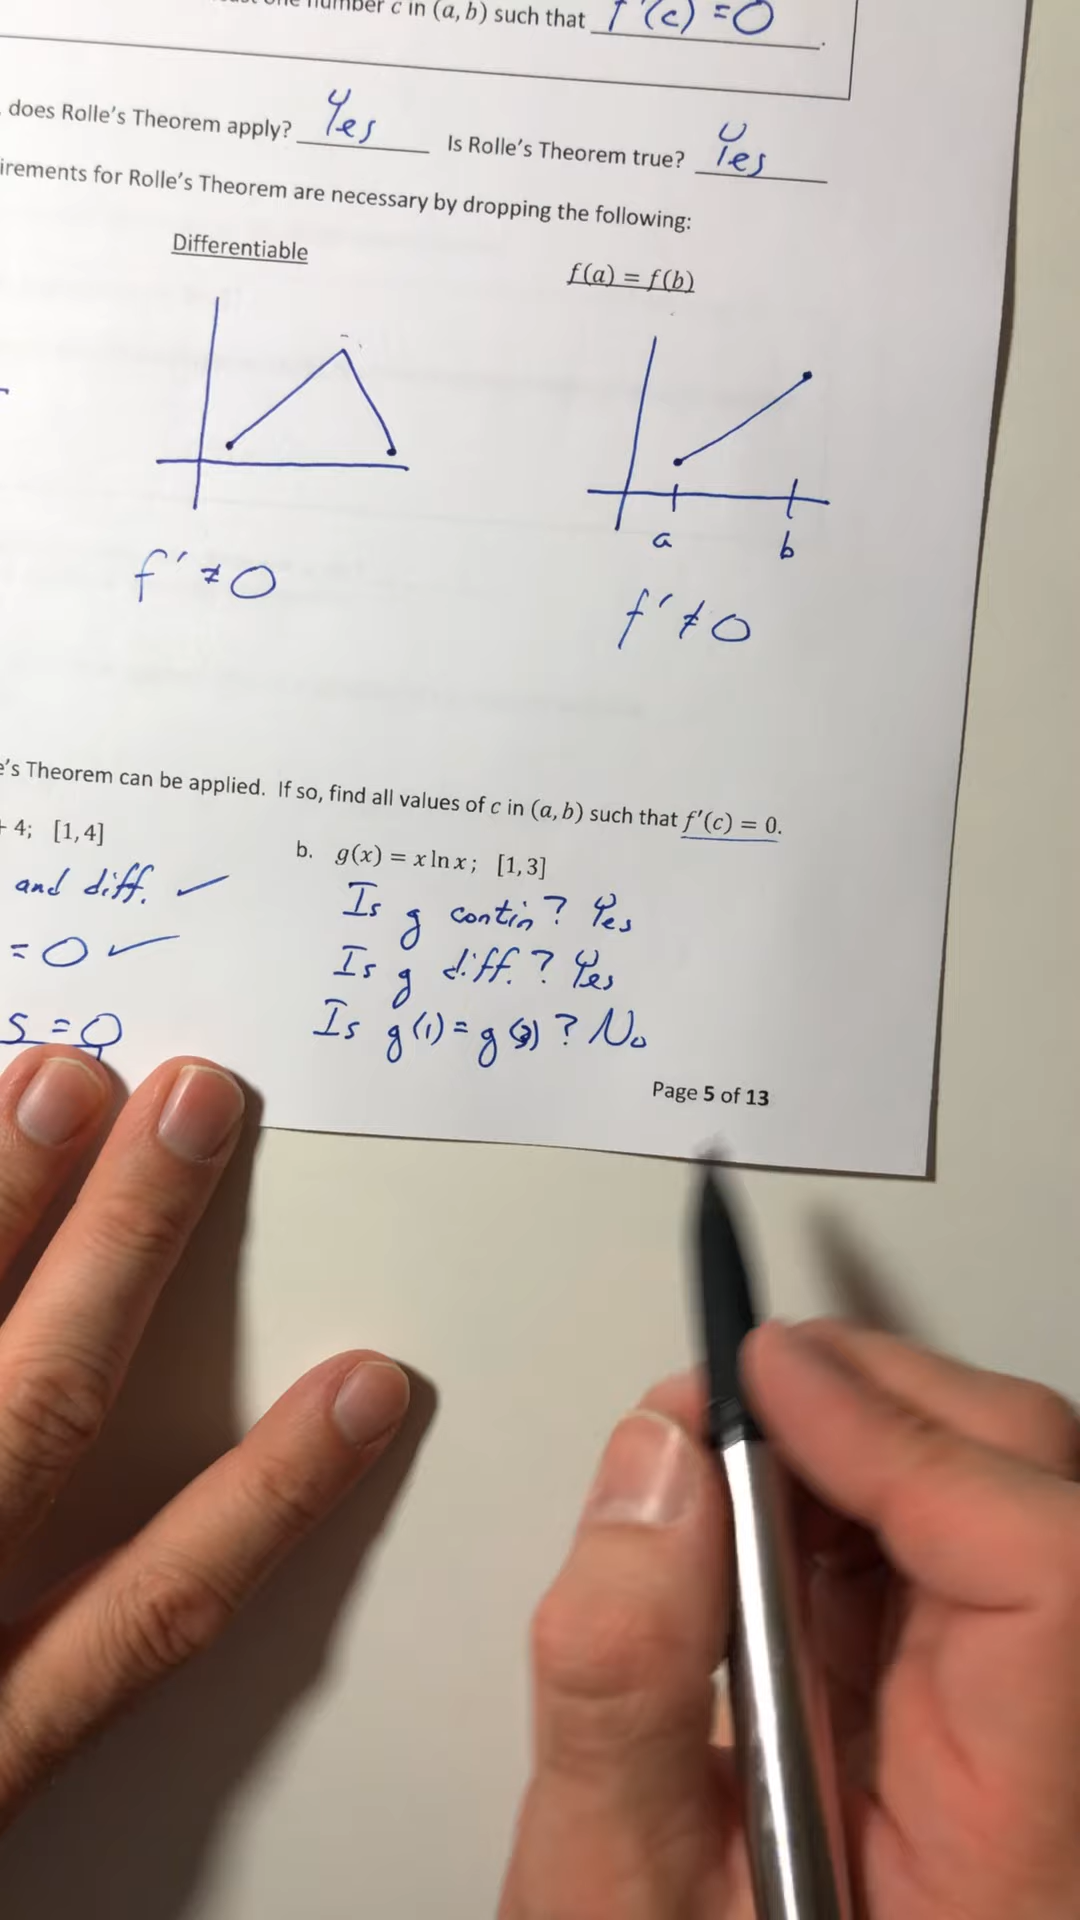 number c in (a, b) such that f'(c) = 0.
does Rolle's Theorem apply? Yes Is Rolle's Theorem true? Yes
for Rolle's Theorem are necessary by dropping the following:
Differentiable
f(a) = f(b)
a b
f' ≠ 0
f' ≠ 0
Theorem can be applied. If so, find all values of c in (a, b) such that f'(c) = 0.
4; [1, 4]
b. g(x) = x ln x; [1, 3]
and diff. ✓
Is g contin? Yes
= 0 ✓
Is g diff.? Yes
= 0
Is g(1) = g(3)? No
Page 5 of 13